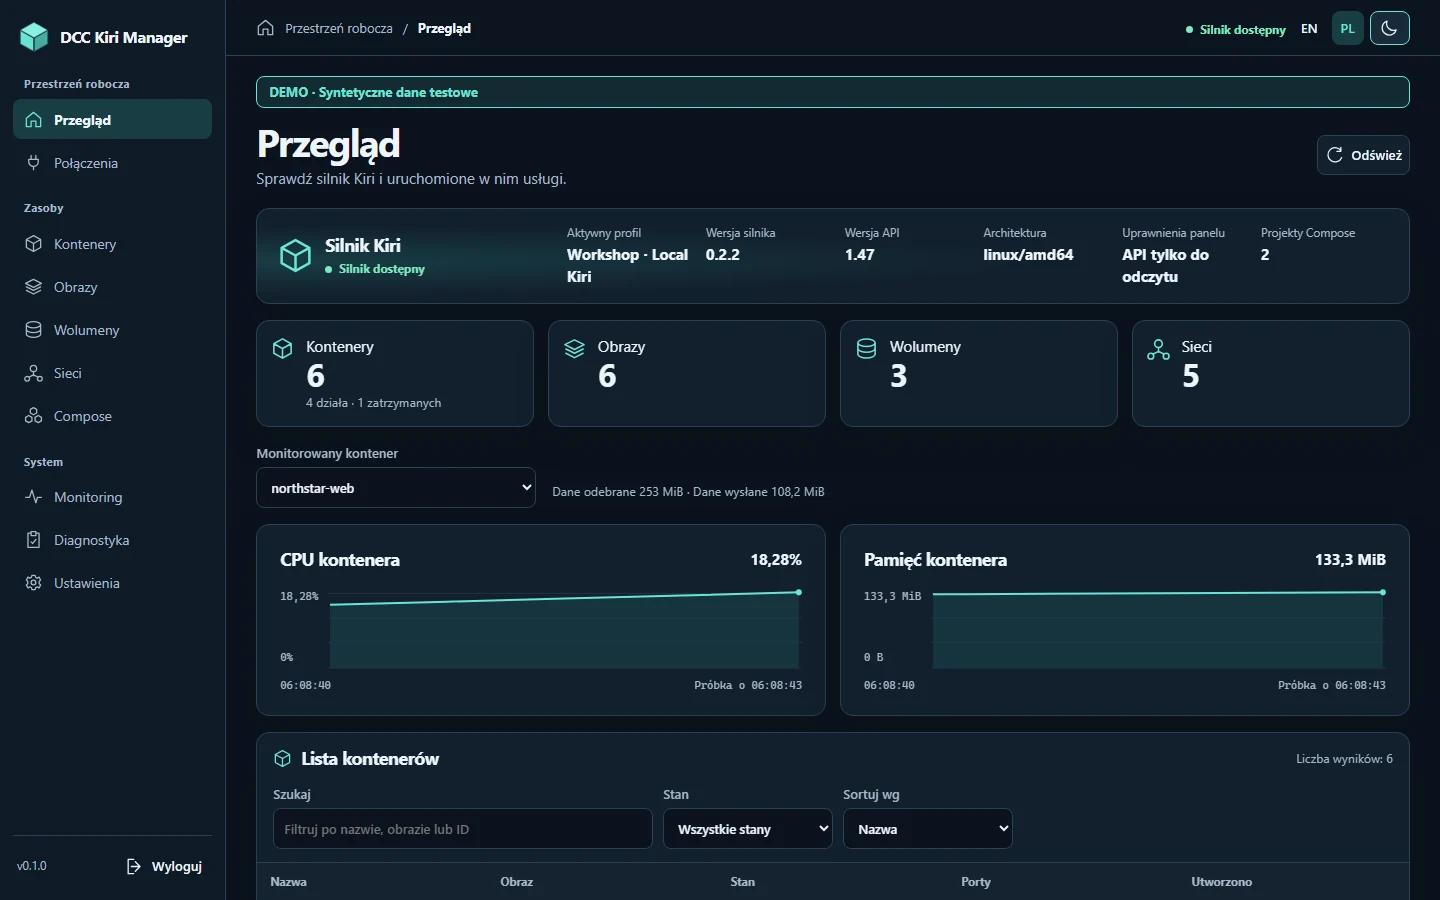 DCC Kiri Manager
Przestrzeń robocza
Przegląd
Połączenia
Zasoby
Kontenery
Obrazy
Wolumeny
Sieci
Compose
System
Monitoring
Diagnostyka
Ustawienia
v0.1.0
Wyloguj
Przestrzeń robocza / Przegląd
Silnik dostępny
EN
PL
DEMO · Syntetyczne dane testowe
Przegląd
Sprawdź silnik Kiri i uruchomione w nim usługi.
Odśwież
Silnik Kiri
Silnik dostępny
Aktywny profil
Workshop · Local
Kiri
Wersja silnika
0.2.2
Wersja API
1.47
Architektura
linux/amd64
Uprawnienia panelu
API tylko do
odczytu
Projekty Compose
2
Kontenery
6
4 działa · 1 zatrzymanych
Obrazy
6
Wolumeny
3
Sieci
5
Monitorowany kontener
northstar-web
Dane odebrane 253 MiB · Dane wysłane 108,2 MiB
CPU kontenera
18,28%
18,28%
0%
06:08:40
Próbka o 06:08:43
Pamięć kontenera
133,3 MiB
133,3 MiB
0 B
06:08:40
Próbka o 06:08:43
Lista kontenerów
Liczba wyników: 6
Szukaj
Filtruj po nazwie, obrazie lub ID
Stan
Wszystkie stany
Sortuj wg
Nazwa
Nazwa
Obraz
Stan
Porty
Utworzono